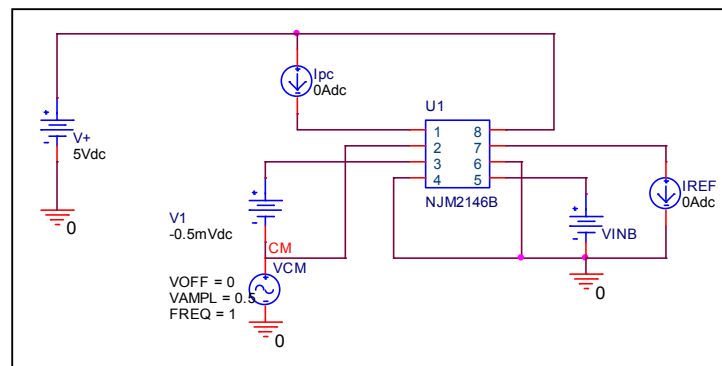 Ipc
0Adc
U1
V+
5Vdc
1 8
2 7
3 6
4 5
NJM2146B
IREF
0Adc
0
V1
-0.5mVdc
VINB
CM
VCM
VOFF = 0
VAMPL = 0.5
FREQ = 1
0
0